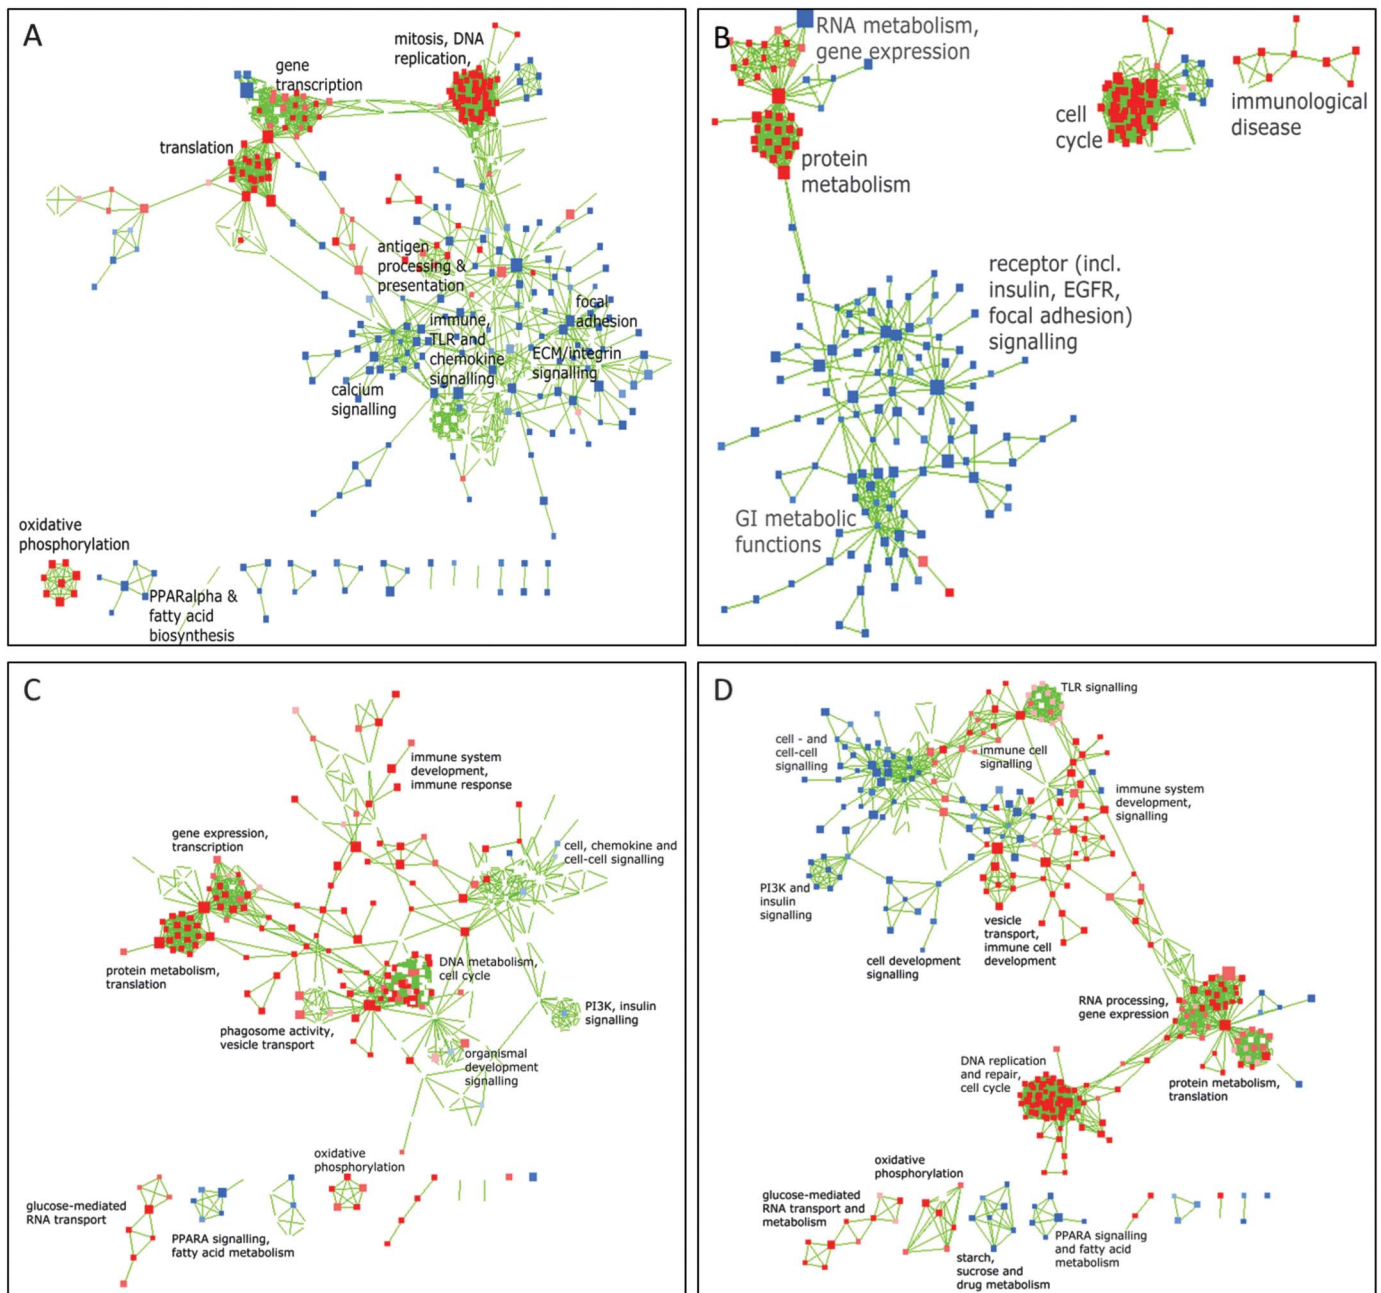 A
mitosis, DNA
replication,
gene
transcription
translation
antigen
processing &
presentation
focal
adhesion
immune,
TLR and
chemokine
signalling
ECM/integrin
signalling
calcium
signalling
oxidative
phosphorylation
PPARalpha &
fatty acid
biosynthesis
B
RNA metabolism,
gene expression
protein
metabolism
cell
cycle
immunological
disease
receptor (incl.
insulin, EGFR,
focal adhesion)
signalling
GI metabolic
functions
C
immune system
development,
immune response
gene expression,
transcription
cell, chemokine and
cell-cell signalling
protein metabolism,
translation
DNA metabolism,
cell cycle
phagosome activity,
vesicle transport
PI3K, insulin
signalling
organismal
development
signalling
oxidative
phosphorylation
glucose-mediated
RNA transport
PPARA signalling,
fatty acid metabolism
D
TLR signalling
cell - and
cell-cell
signalling
immune cell
signalling
immune system
development,
signalling
PI3K and
insulin
signalling
vesicle
transport,
immune cell
development
cell development
signalling
RNA processing,
gene expression
DNA replication
and repair,
cell cycle
protein metabolism,
translation
oxidative
phosphorylation
glucose-mediated
RNA transport and
metabolism
starch,
sucrose and
drug metabolism
PPARA signalling
and fatty acid
metabolism